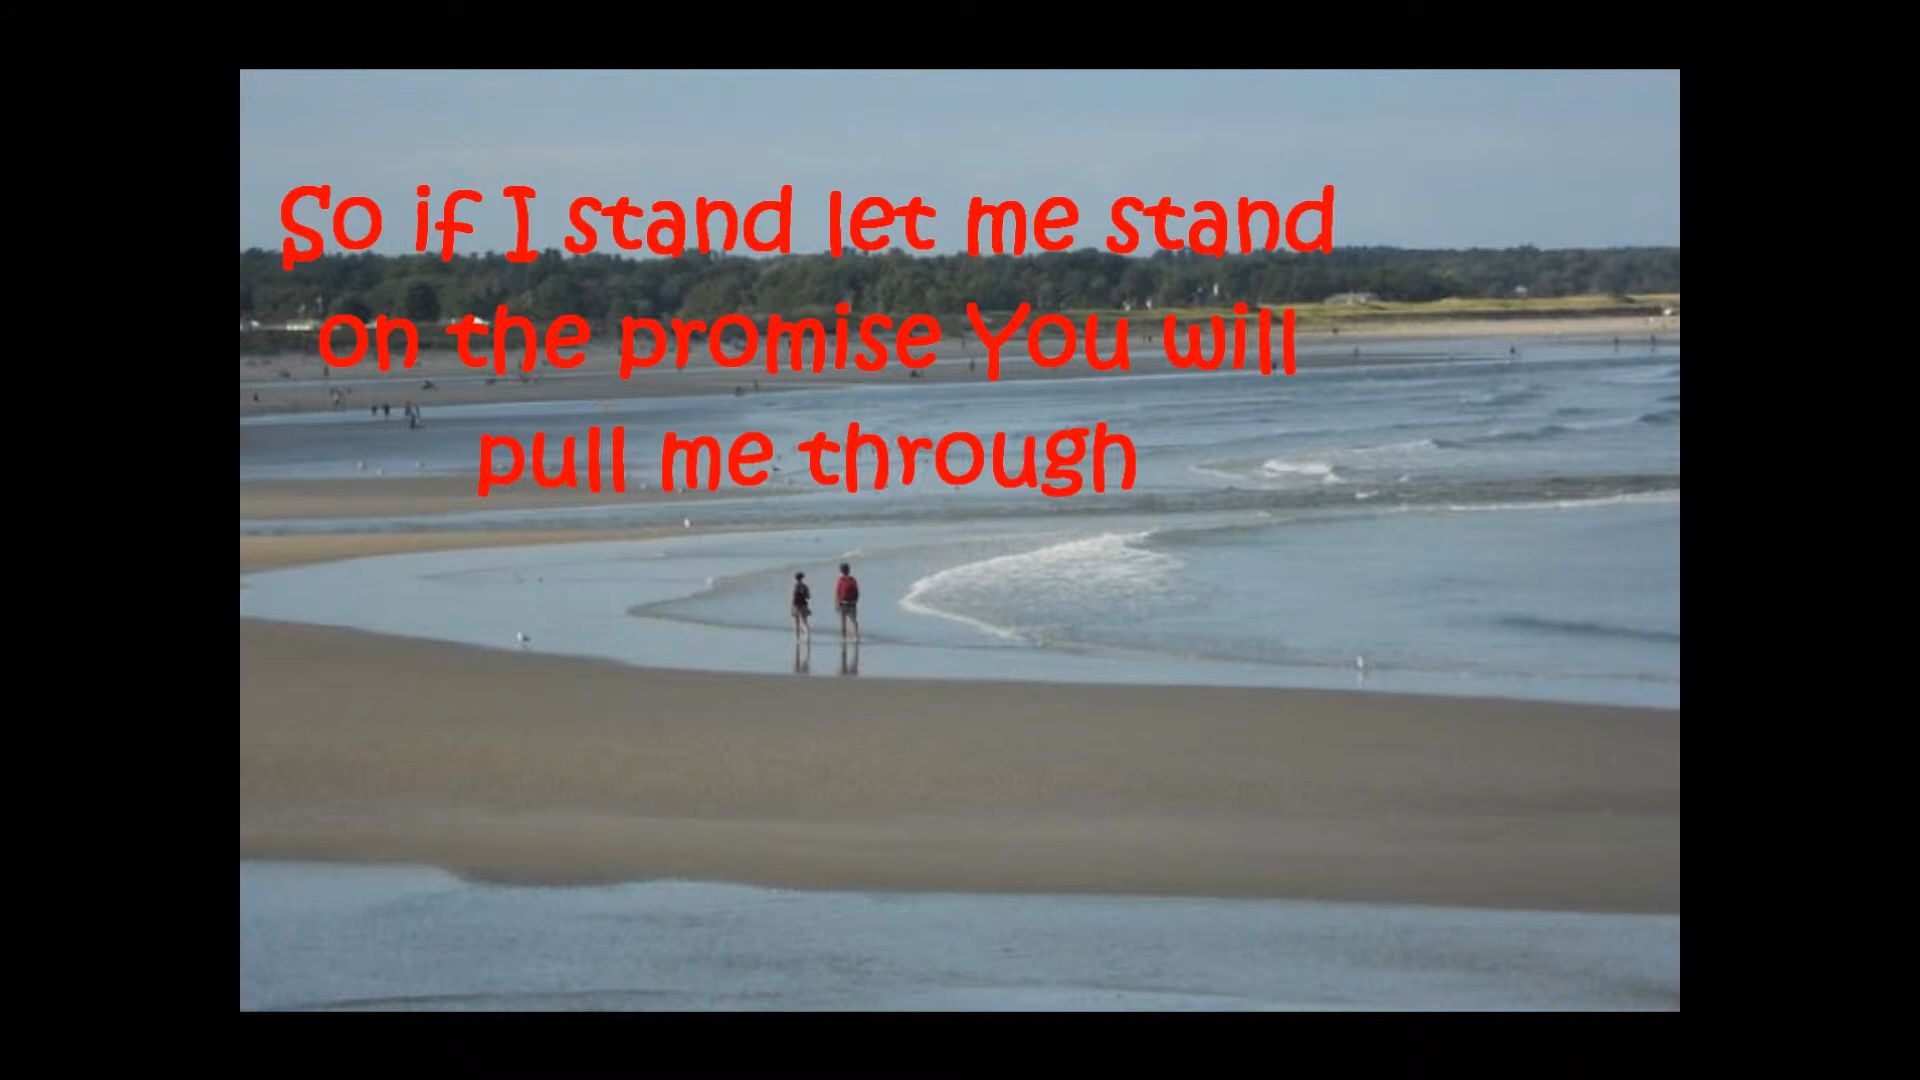 So if I stand let me stand
on the promise You will
pull me through